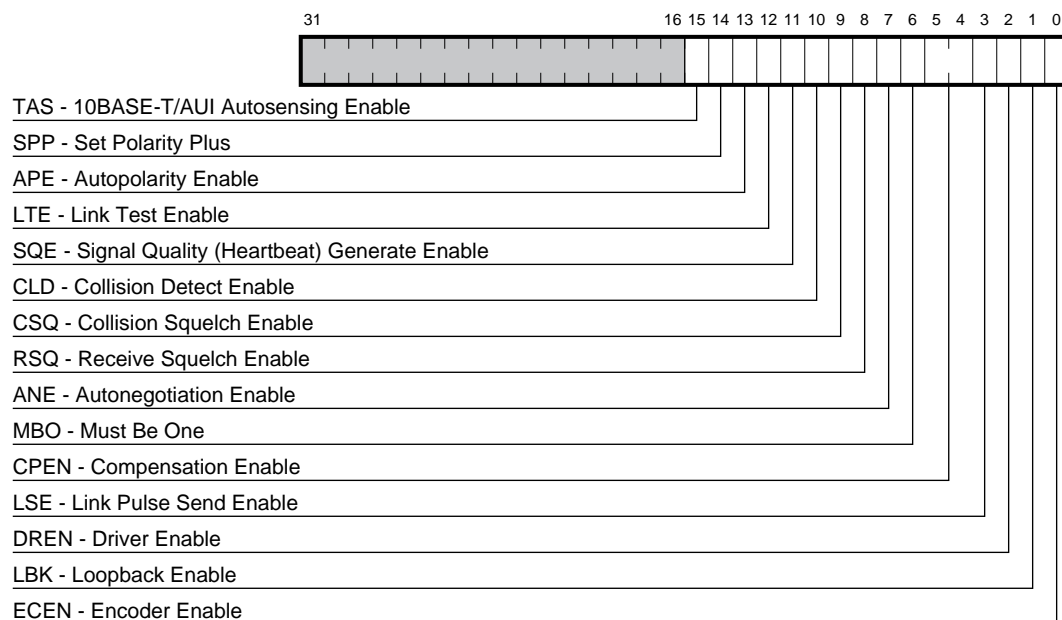 31 16 15 14 13 12 11 10 9 8 7 6 5 4 3 2 1 0
TAS - 10BASE-T/AUI Autosensing Enable
SPP - Set Polarity Plus
APE - Autopolarity Enable
LTE - Link Test Enable
SQE - Signal Quality (Heartbeat) Generate Enable
CLD - Collision Detect Enable
CSQ - Collision Squelch Enable
RSQ - Receive Squelch Enable
ANE - Autonegotiation Enable
MBO - Must Be One
CPEN - Compensation Enable
LSE - Link Pulse Send Enable
DREN - Driver Enable
LBK - Loopback Enable
ECEN - Encoder Enable